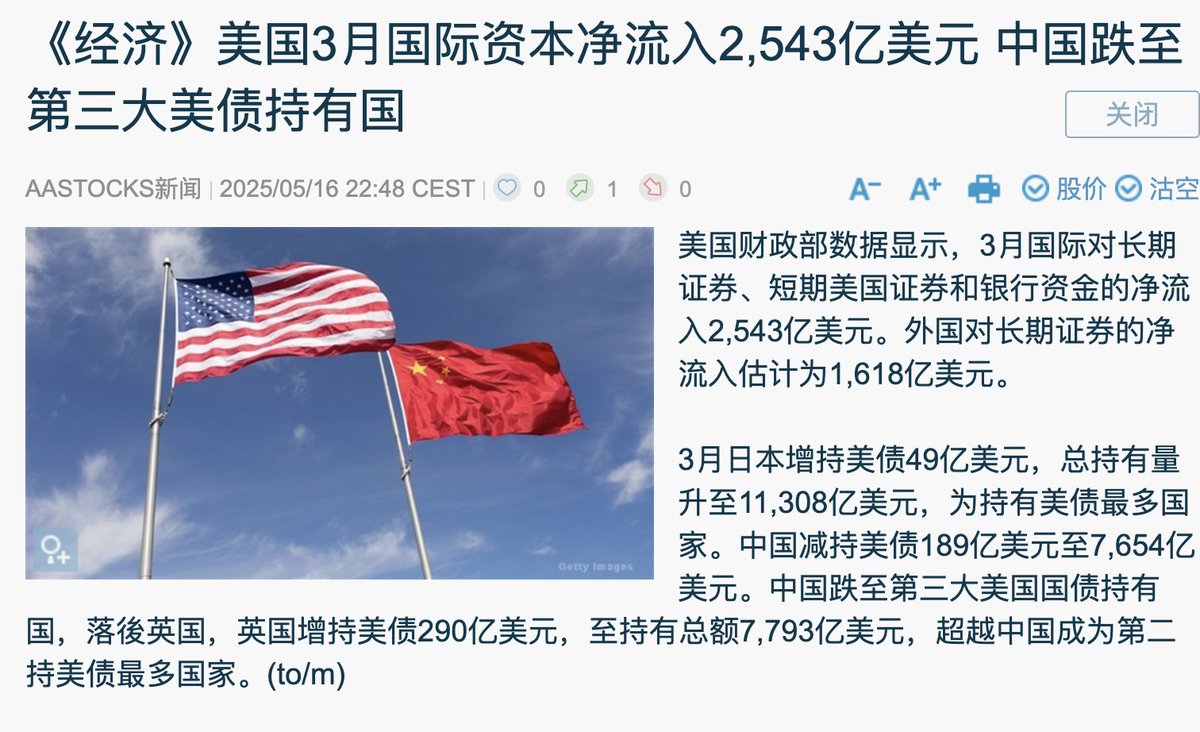 《经济》美国3月国际资本净流入2,543亿美元 中国跌至
第三大美债持有国
关闭
AASTOCKS新闻 | 2025/05/16 22:48 CEST | 0 1 0
A− A+ 股价 沽空
美国财政部数据显示，3月国际对长期
证券、短期美国证券和银行资金的净流
入2,543亿美元。外国对长期证券的净
流入估计为1,618亿美元。
3月日本增持美债49亿美元，总持有量
升至11,308亿美元，为持有美债最多国
家。中国减持美债189亿美元至7,654亿
美元。中国跌至第三大美国国债持有
Getty Images
国，落後英国，英国增持美债290亿美元，至持有总额7,793亿美元，超越中国成为第二
持美债最多国家。(to/m)